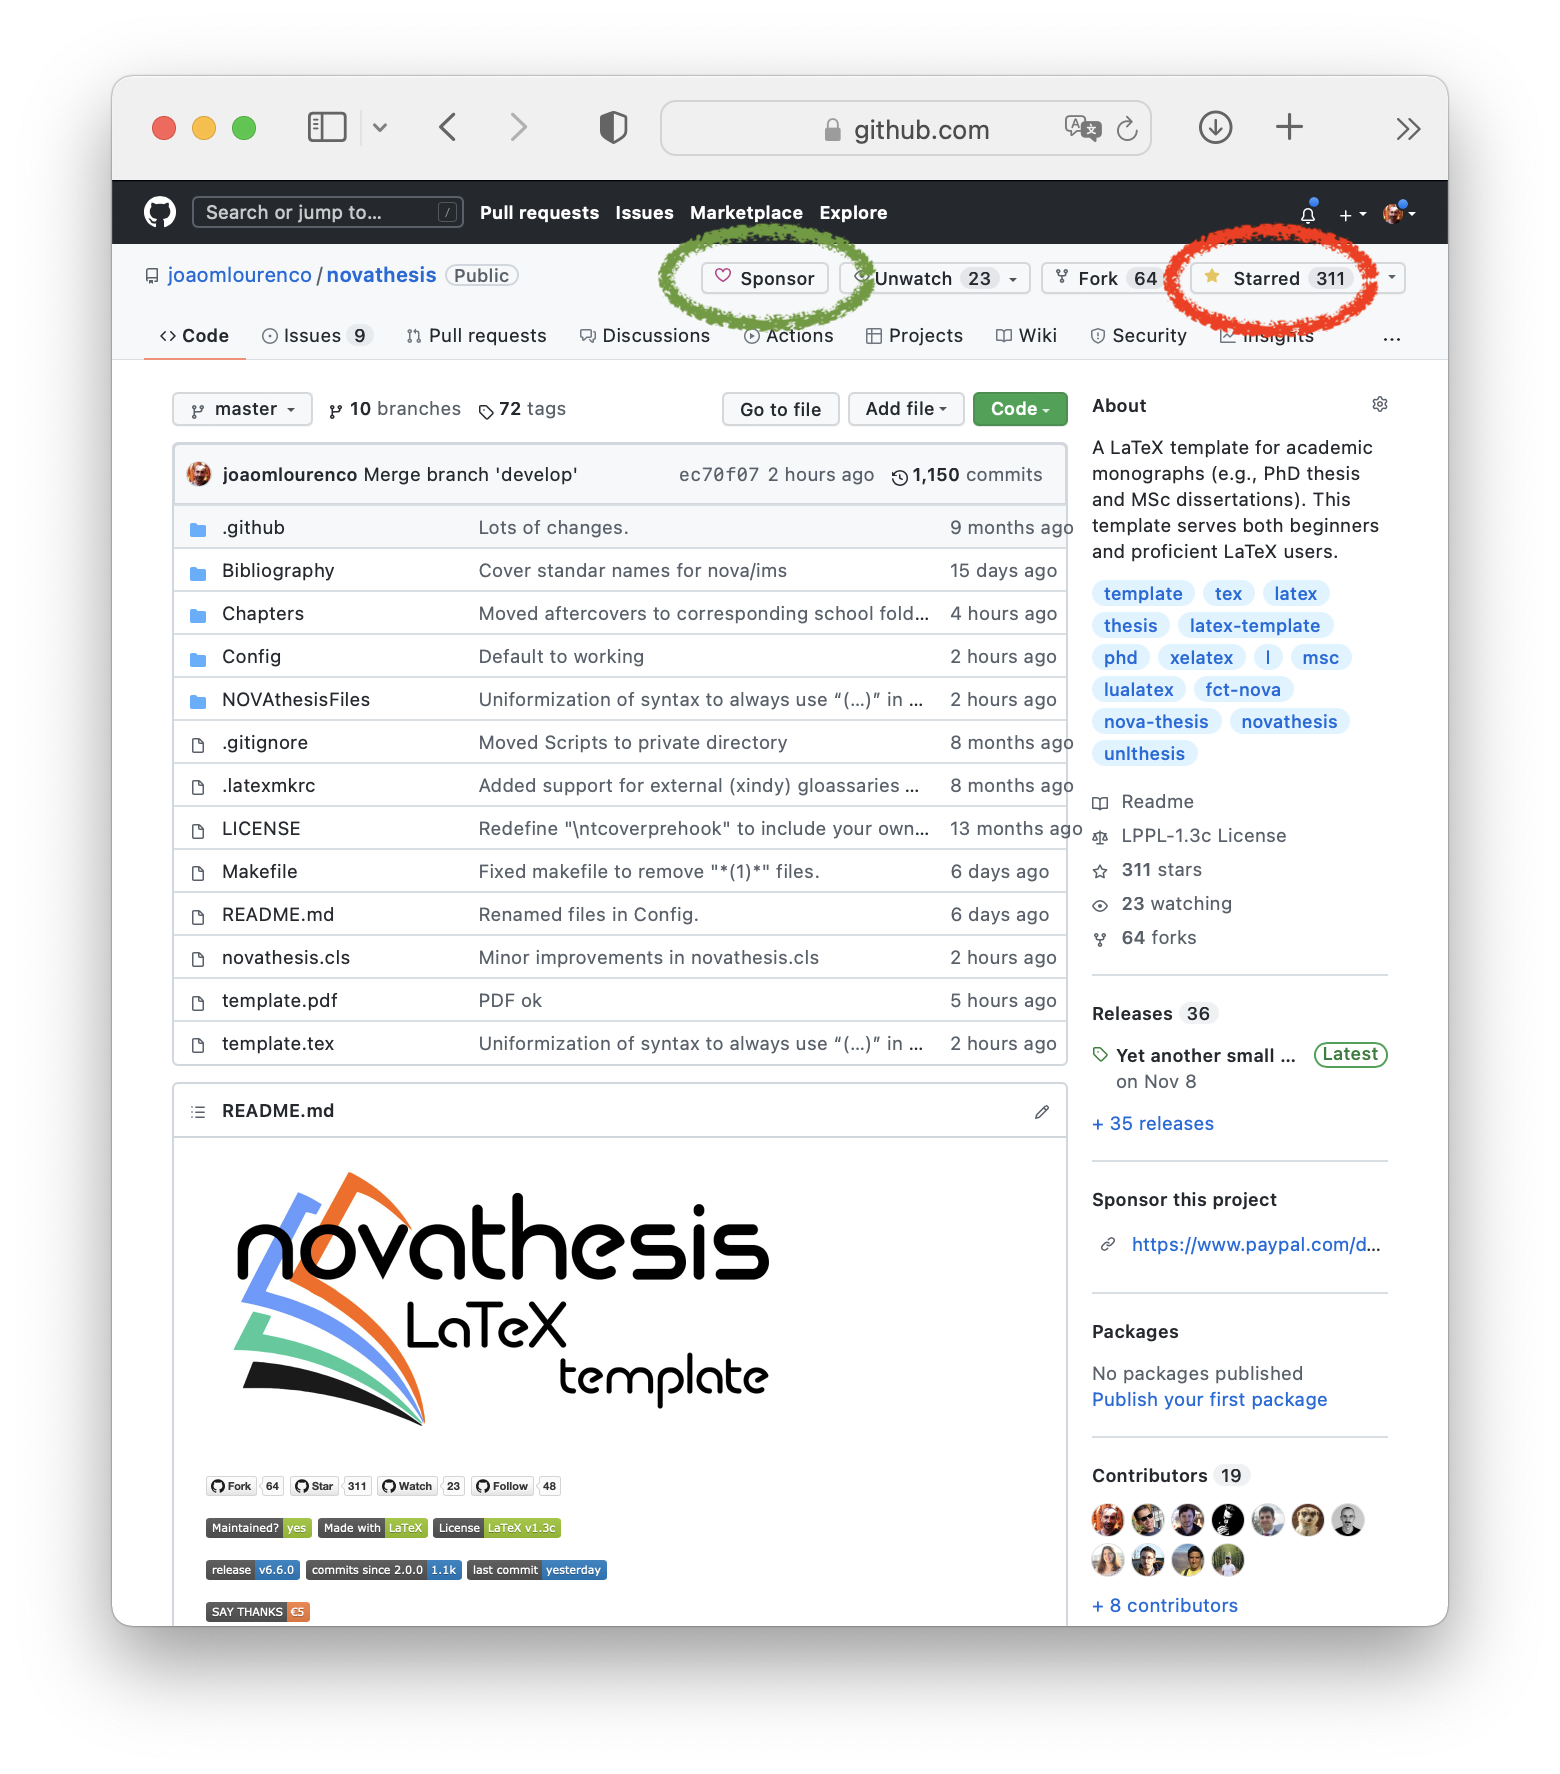 github.com
Search or jump to... / Pull requests Issues Marketplace Explore
joaomlourenco / novathesis Public
Sponsor Unwatch 23 Fork 64 Starred 311
Code Issues 9 Pull requests Discussions Actions Projects Wiki Security Insights ...
master 10 branches 72 tags Go to file Add file Code
joaomlourenco Merge branch 'develop' ec70f07 2 hours ago 1,150 commits
.github Lots of changes. 9 months ago
Bibliography Cover standar names for nova/ims 15 days ago
Chapters Moved aftercovers to corresponding school fold... 4 hours ago
Config Default to working 2 hours ago
NOVAthesisFiles Uniformization of syntax to always use “(...)” in ... 2 hours ago
.gitignore Moved Scripts to private directory 8 months ago
.latexmkrc Added support for external (xindy) gloassaries ... 8 months ago
LICENSE Redefine "\ntcoverprehook" to include your own... 13 months ago
Makefile Fixed makefile to remove "*(1)*" files. 6 days ago
README.md Renamed files in Config. 6 days ago
novathesis.cls Minor improvements in novathesis.cls 2 hours ago
template.pdf PDF ok 5 hours ago
template.tex Uniformization of syntax to always use “(...)” in ... 2 hours ago
README.md
novathesis
LaTeX
template
Fork 64 Star 311 Watch 23 Follow 48
Maintained? yes Made with LaTeX License LaTeX v1.3c
release v6.6.0 commits since 2.0.0 1.1k last commit yesterday
SAY THANKS €5
About
A LaTeX template for academic
monographs (e.g., PhD thesis
and MSc dissertations). This
template serves both beginners
and proficient LaTeX users.
template tex latex
thesis latex-template
phd xelatex l msc
lualatex fct-nova
nova-thesis novathesis
unlthesis
Readme
LPPL-1.3c License
311 stars
23 watching
64 forks
Releases 36
Yet another small ... Latest
on Nov 8
+ 35 releases
Sponsor this project
https://www.paypal.com/d...
Packages
No packages published
Publish your first package
Contributors 19
+ 8 contributors